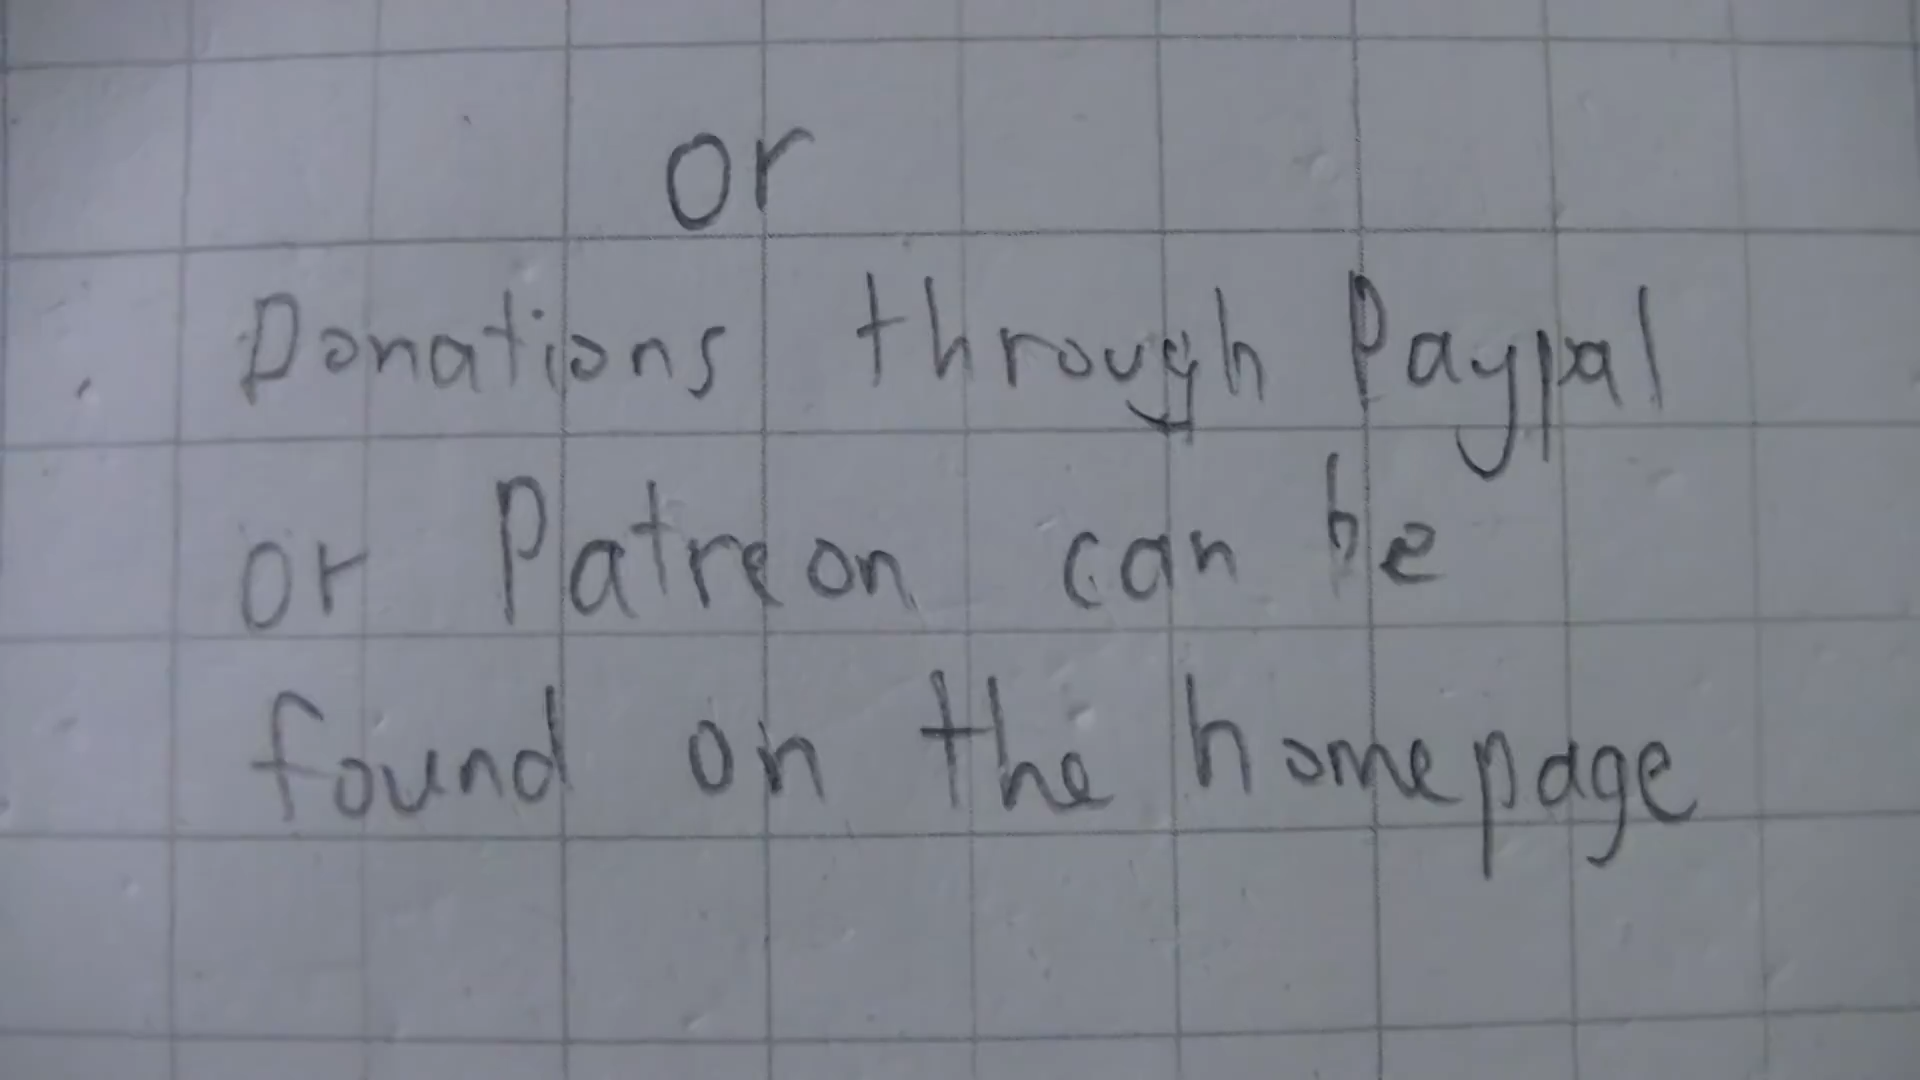 or
Donations through Paypal
or Patreon can be
found on the homepage